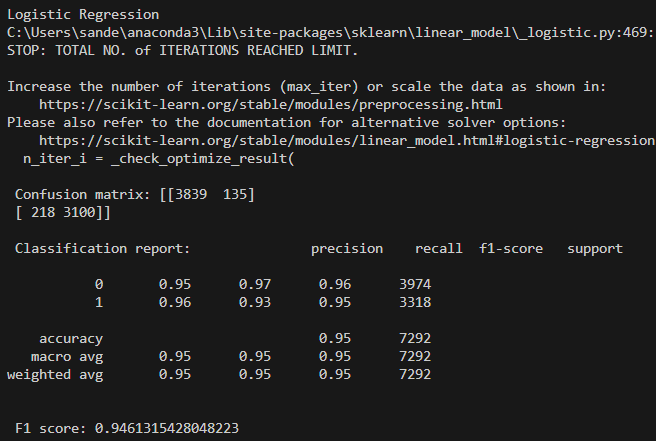 Logistic Regression
C:\Users\sande\anaconda3\Lib\site-packages\sklearn\linear_model\_logistic.py:469:
STOP: TOTAL NO. of ITERATIONS REACHED LIMIT.
Increase the number of iterations (max_iter) or scale the data as shown in:
https://scikit-learn.org/stable/modules/preprocessing.html
Please also refer to the documentation for alternative solver options:
https://scikit-learn.org/stable/modules/linear_model.html#logistic-regression
n_iter_i = _check_optimize_result(
Confusion matrix: [[3839 135]
[ 218 3100]]
Classification report: precision recall f1-score support
0 0.95 0.97 0.96 3974
1 0.96 0.93 0.95 3318
accuracy 0.95 7292
macro avg 0.95 0.95 0.95 7292
weighted avg 0.95 0.95 0.95 7292
F1 score: 0.9461315428048223